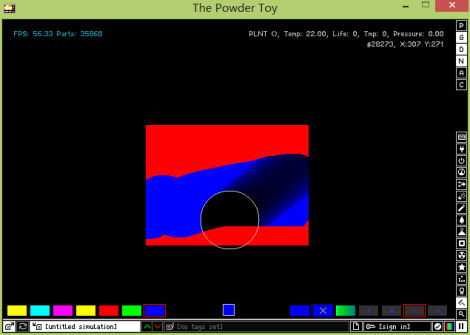 The Powder Toy
FPS: 56.33 Parts: 35860
PLNT (), Temp: 22.00, Life: 0, Tmp: 0, Pressure: 0.00
#28273, X:307 Y:271
P
G
D
N
A
C
[untitled simulation]
[no tags set]
[sign in]